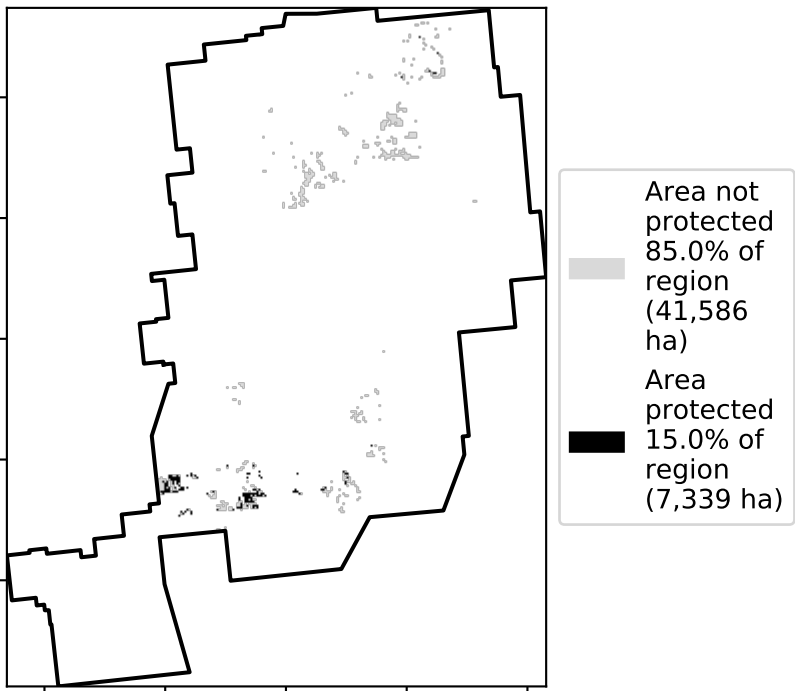 Area not
protected
85.0% of
region
(41,586
ha)
Area
protected
15.0% of
region
(7,339 ha)